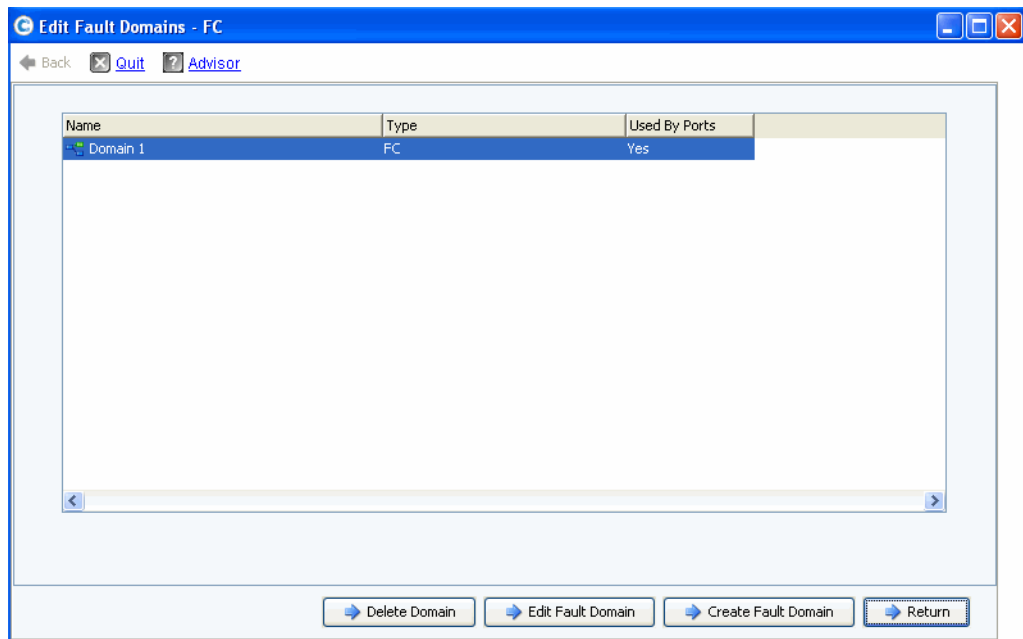 Edit Fault Domains - FC
Back Quit ? Advisor
Name Type Used By Ports
Domain 1 FC Yes
Delete Domain Edit Fault Domain Create Fault Domain Return